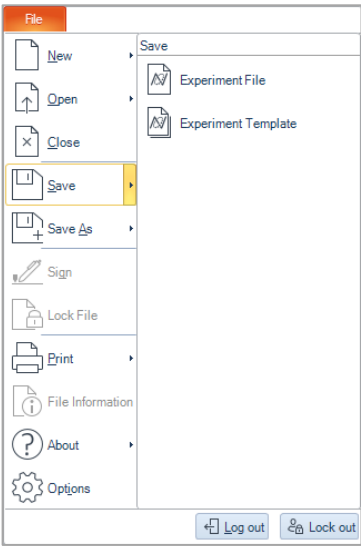 File
New
Open
Close
Save
Save As
Sign
Lock File
Print
File Information
About
Options
Save
Experiment File
Experiment Template
Log out
Lock out